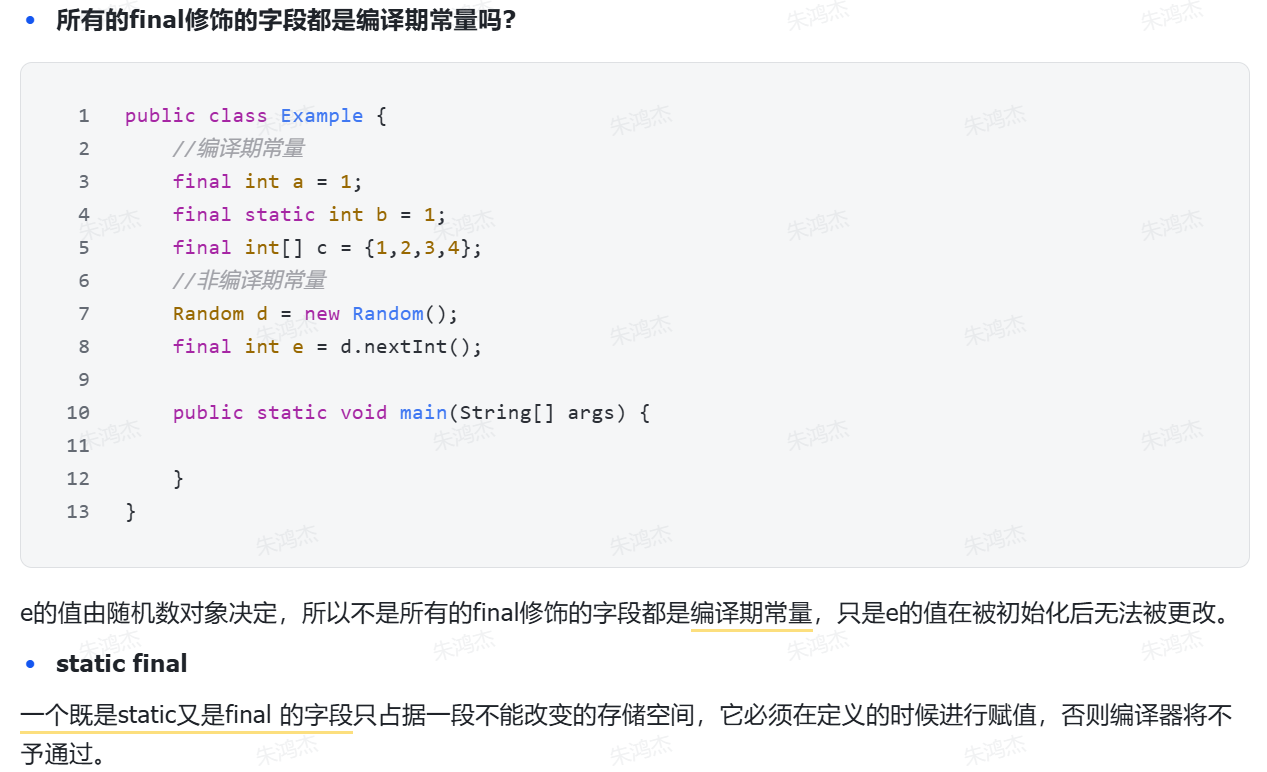 所有的final修饰的字段都是编译期常量吗?
1 public class Example {
2     //编译期常量
3     final int a = 1;
4     final static int b = 1;
5     final int[] c = {1,2,3,4};
6     //非编译期常量
7     Random d = new Random();
8     final int e = d.nextInt();
9
10     public static void main(String[] args) {
11
12     }
13 }
e的值由随机数对象决定，所以不是所有的final修饰的字段都是编译期常量，只是e的值在被初始化后无法被更改。
static final
一个既是static又是final 的字段只占据一段不能改变的存储空间，它必须在定义的时候进行赋值，否则编译器将不
予通过。
朱鸿杰